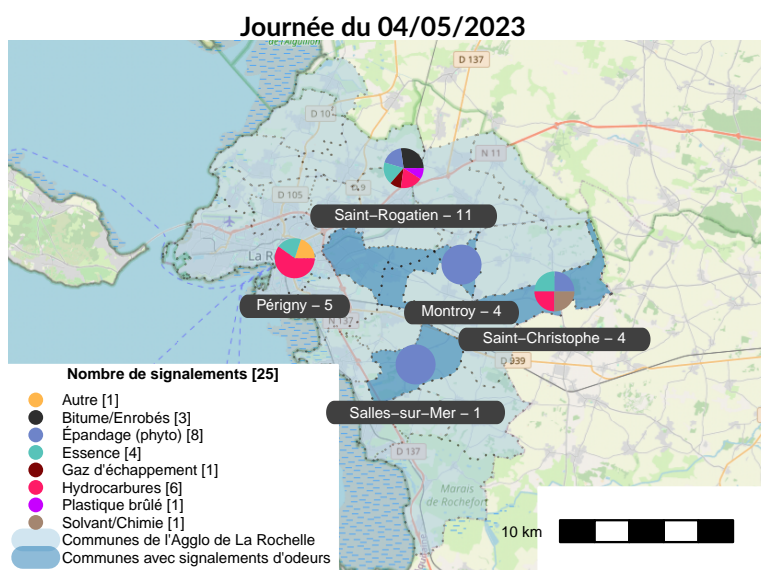 Journée du 04/05/2023
D 137
D 10
N 11
D 9
D 105
Saint–Rogatien – 11
La R
Périgny – 5
Montroy – 4
N 137
Saint–Christophe – 4
D 939
Nombre de signalements [25]
Autre [1]
Salles–sur–Mer – 1
Bitume/Enrobés [3]
Épandage (phyto) [8]
Essence [4]
D 137
Gaz d'échappement [1]
Hydrocarbures [6]
Marais
de Rochefort
Plastique brûlé [1]
Solvant/Chimie [1]
Communes de l'Agglo de La Rochelle
10 km
Communes avec signalements d'odeurs